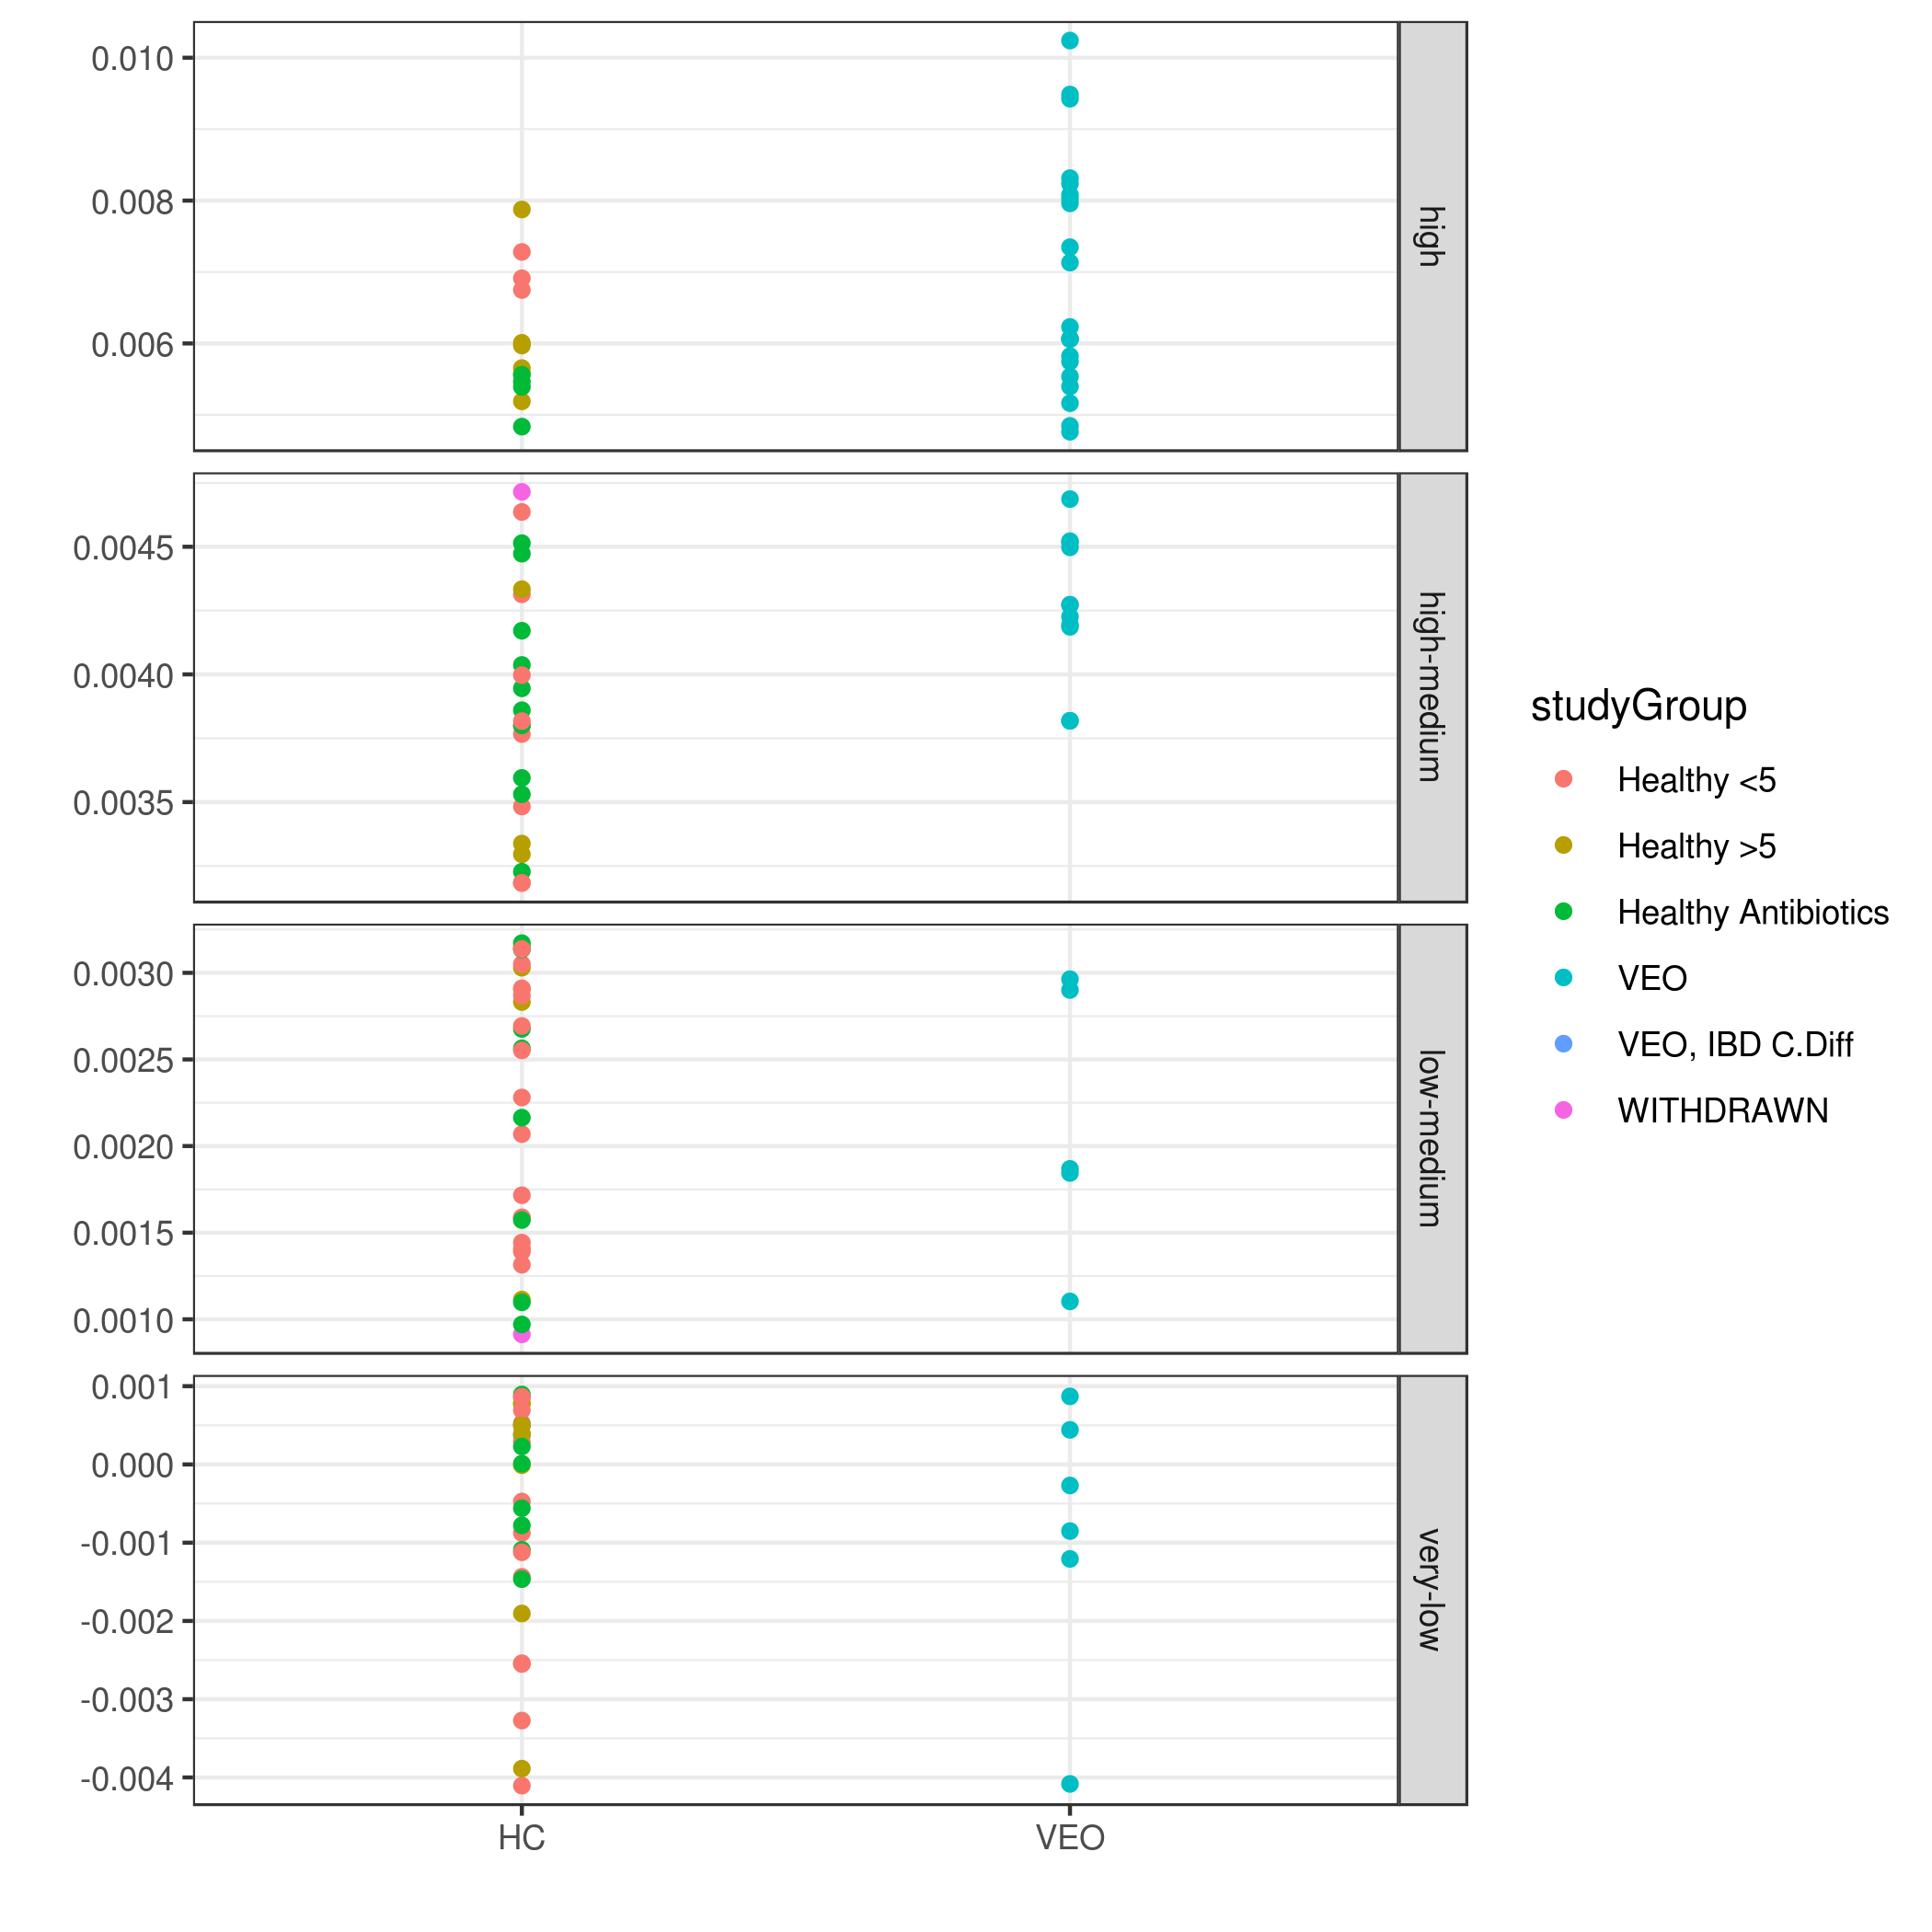 0.010
0.008
0.006
high
0.0045
0.0040
0.0035
high-medium
0.0030
0.0025
0.0020
0.0015
0.0010
low-medium
0.001
0.000
-0.001
-0.002
-0.003
-0.004
very-low
HC VEO
studyGroup
Healthy <5
Healthy >5
Healthy Antibiotics
VEO
VEO, IBD C.Diff
WITHDRAWN